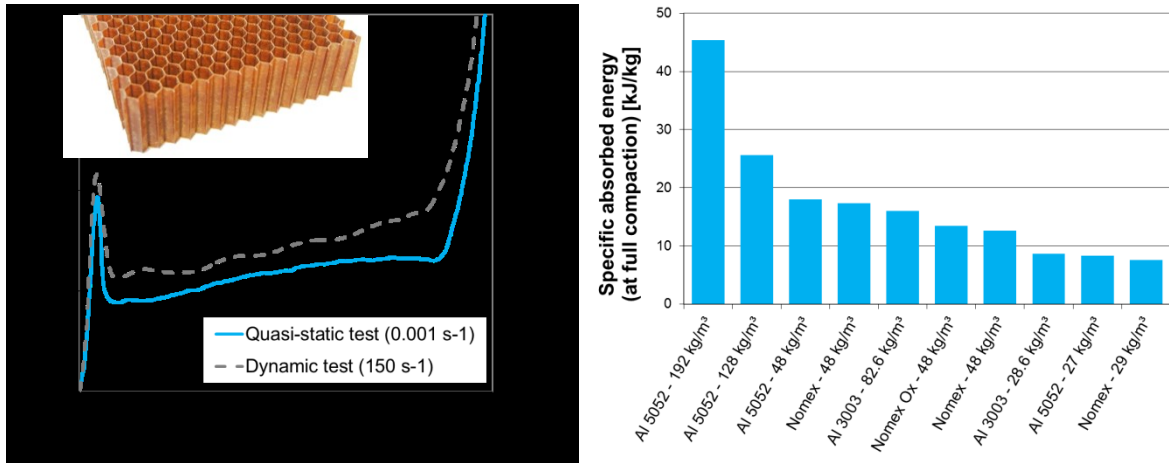 Quasi-static test (0.001 s-1)
Dynamic test (150 s-1)
Specific absorbed energy
(at full compaction) [kJ/kg]
50
40
30
20
10
0
Al 5052 - 192 kg/m³
Al 5052 - 128 kg/m³
Al 5052 - 48 kg/m³
Nomex - 48 kg/m³
Al 3003 - 82.6 kg/m³
Nomex Ox - 48 kg/m³
Nomex - 48 kg/m³
Al 3003 - 28.6 kg/m³
Al 5052 - 27 kg/m³
Nomex - 29 kg/m³